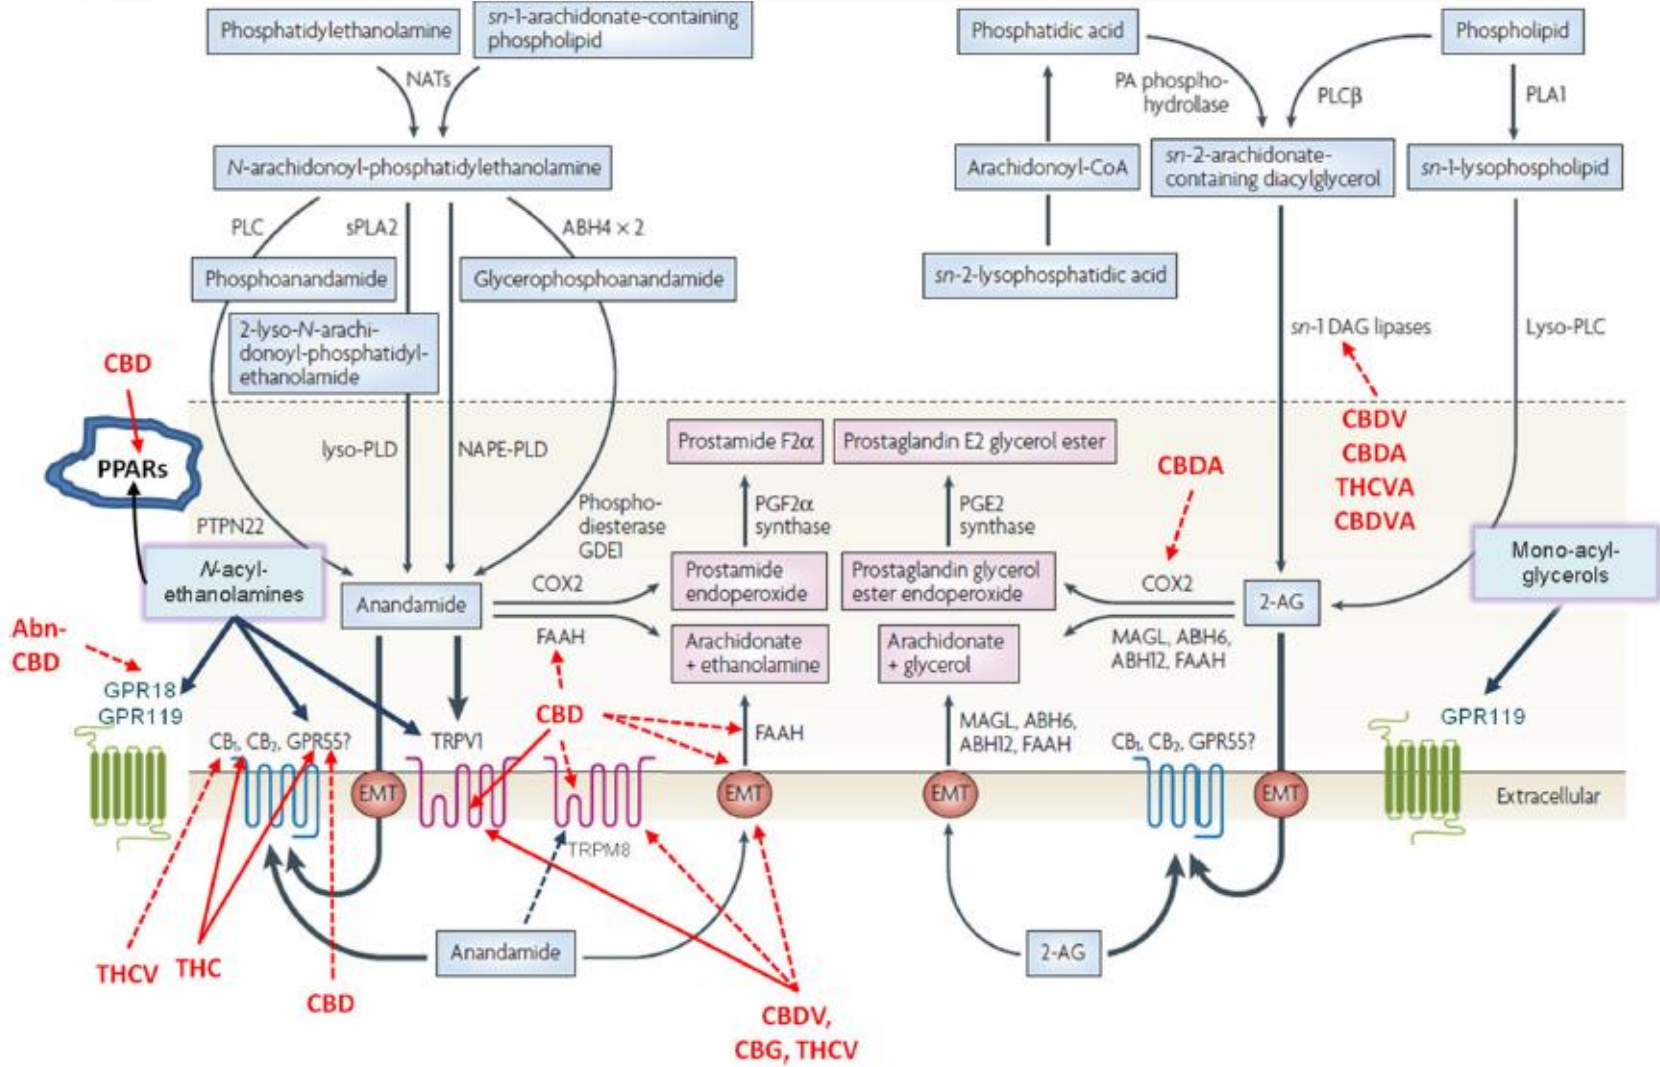 Phosphatidylethanolamine
sn-1-arachidonate-containing
phospholipid
Phosphatidic acid
Phospholipid
NATs
PA phospho-
hydrollase
PLCβ
PLA1
N-arachidonoyl-phosphatidylethanolamine
Arachidonoyl-CoA
sn-2-arachidonate-
containing diacylglycerol
sn-1-lysophospholipid
PLC
sPLA2
ABH4 × 2
Phosphoanandamide
Glycerophosphoanandamide
sn-2-lysophosphatidic acid
2-lyso-N-arachi-
donoyl-phosphatidyl-
ethanolamide
sn-1 DAG lipases
Lyso-PLC
CBD
PPARs
lyso-PLD
NAPE-PLD
Prostamide F2α
Prostaglandin E2 glycerol ester
CBDA
CBDV
CBDA
THCVA
CBDVA
PTPN22
Phospho-
diesterase
GDE1
PGF2α
synthase
PGE2
synthase
N-acyl-
ethanolamines
Anandamide
COX2
FAAH
Prostamide
endoperoxide
Prostaglandin glycerol
ester endoperoxide
COX2
2-AG
Mono-acyl-
glycerols
Arachidonate
+ ethanolamine
Arachidonate
+ glycerol
MAGL, ABH6,
ABH12, FAAH
Abn-
CBD
GPR18
GPR119
CB1, CB2, GPR55?
TRPV1
CBD
FAAH
MAGL, ABH6,
ABH12, FAAH
CB1, CB2, GPR55?
GPR119
EMT
EMT
EMT
EMT
Extracellular
TRPM8
Anandamide
2-AG
THCV
THC
CBD
CBDV,
CBG, THCV